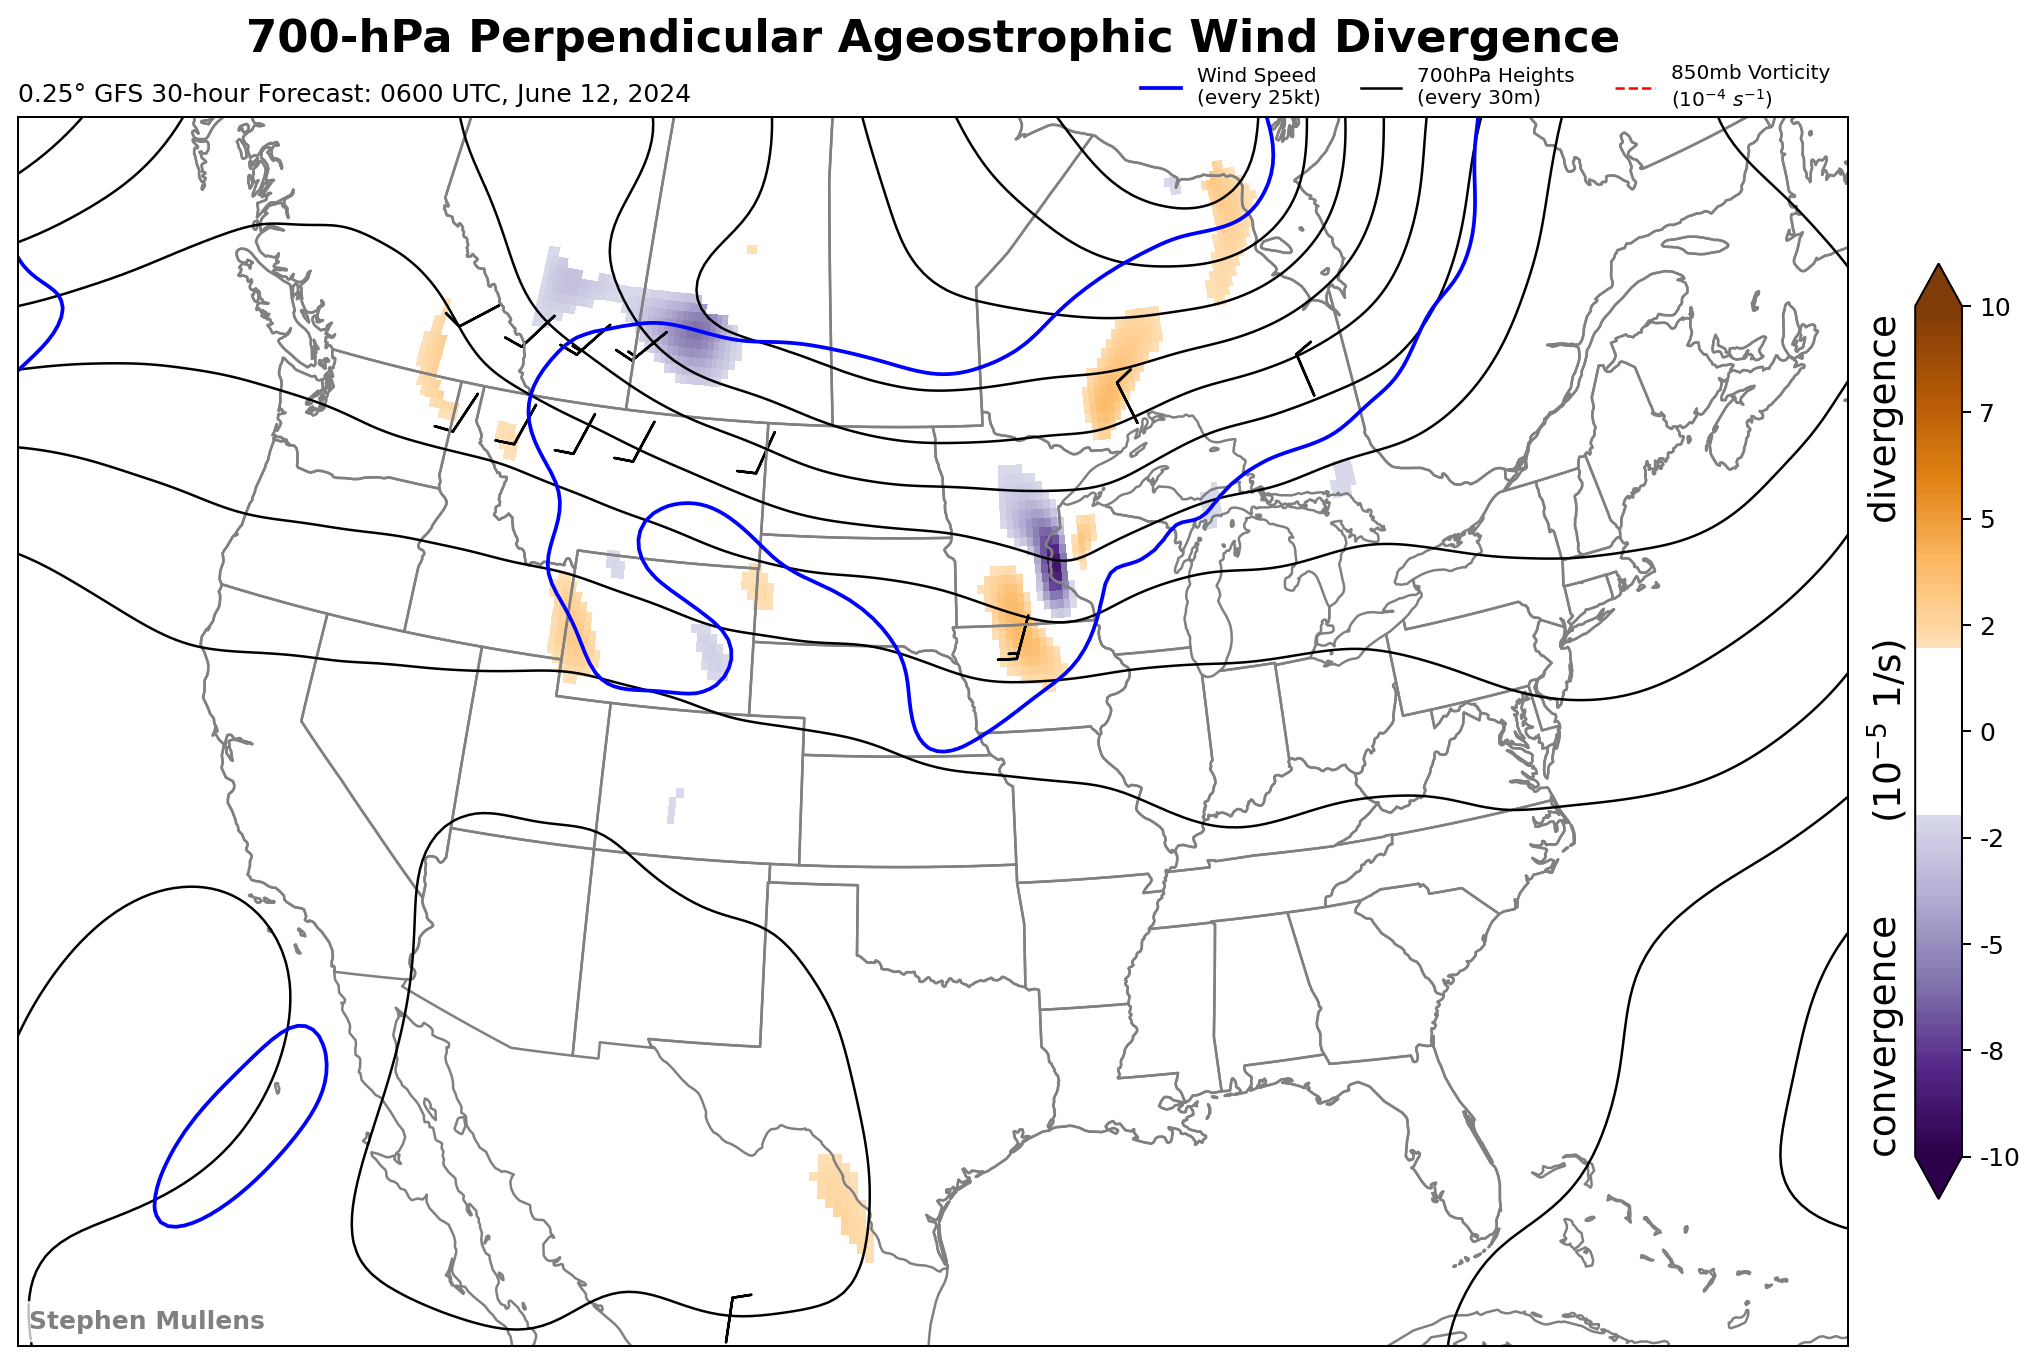 700-hPa Perpendicular Ageostrophic Wind Divergence
0.25° GFS 30-hour Forecast: 0600 UTC, June 12, 2024
Wind Speed
(every 25kt)
700hPa Heights
(every 30m)
850mb Vorticity
(10⁻⁴ s⁻¹)
10
7
5
2
0
-2
-5
-8
-10
convergence (10⁻⁵ 1/s) divergence
Stephen Mullens